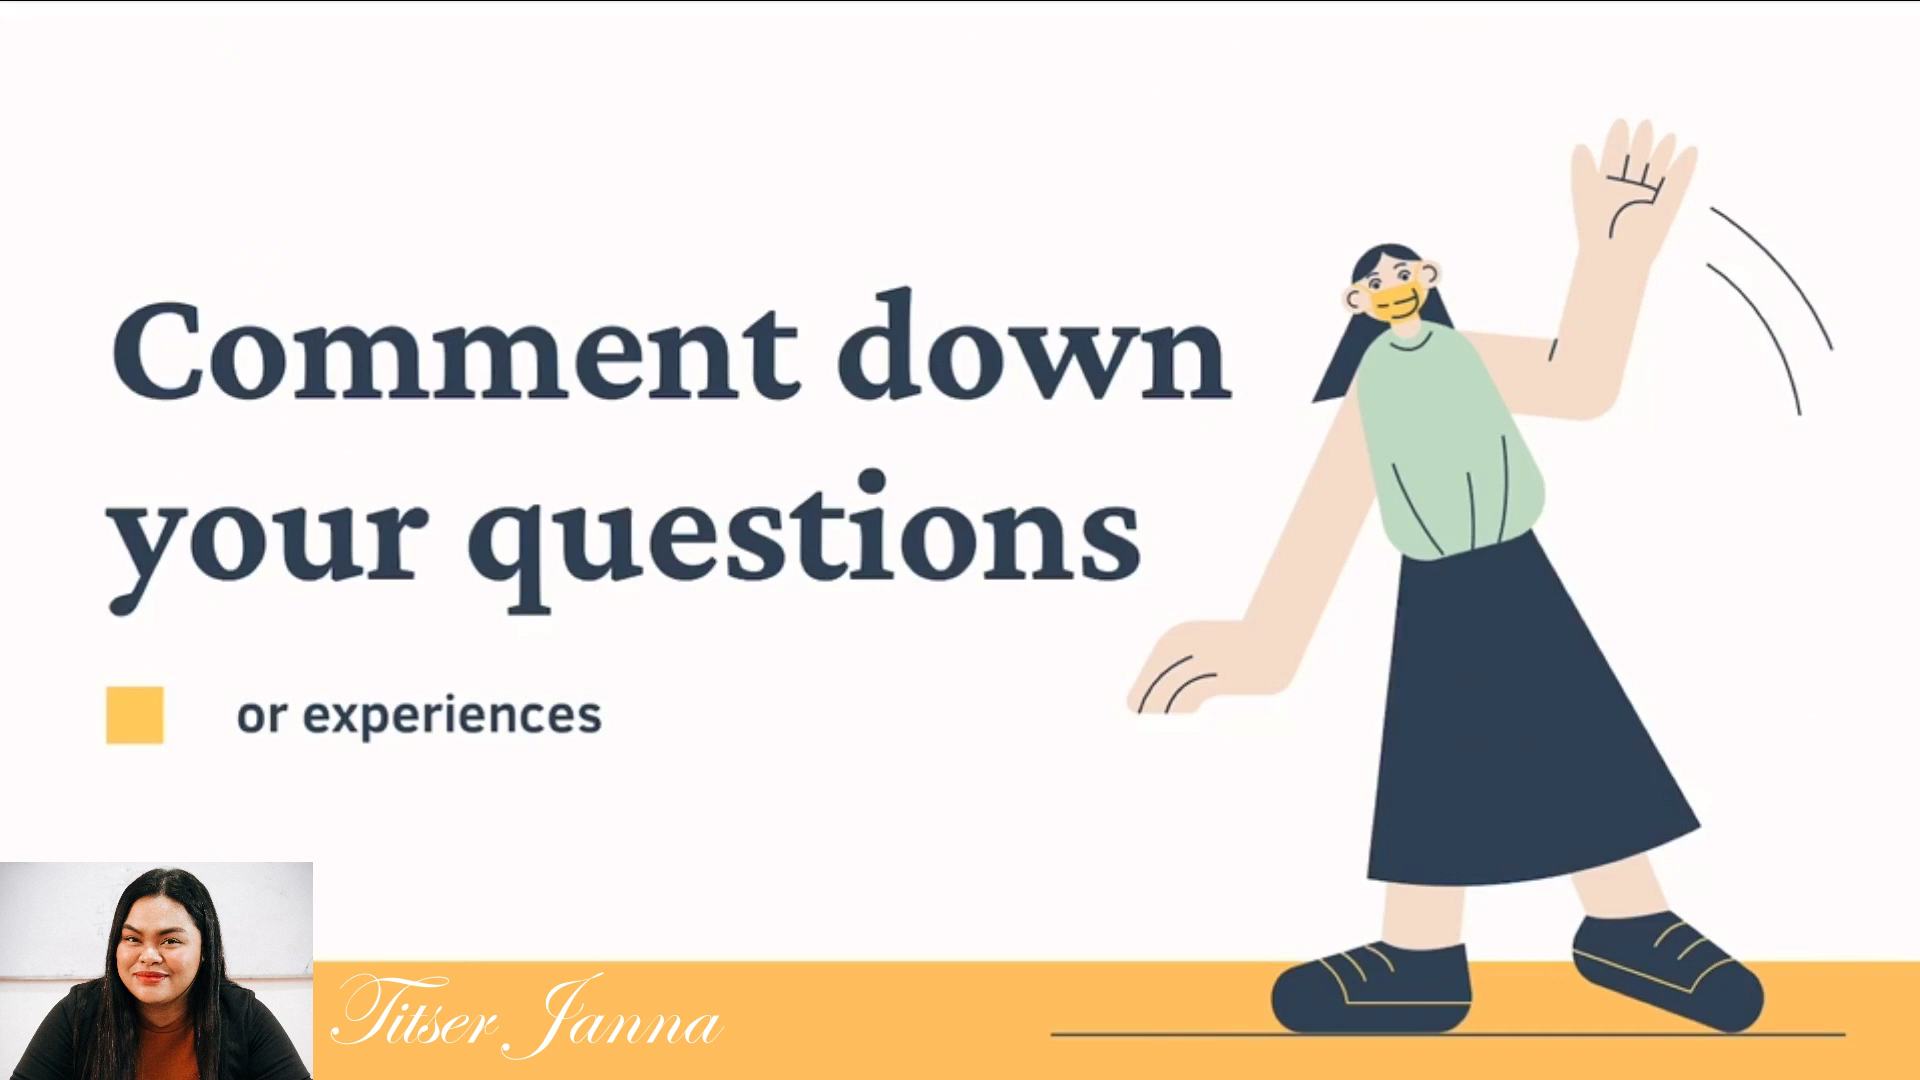 Comment down
your questions
or experiences
Titser Janna